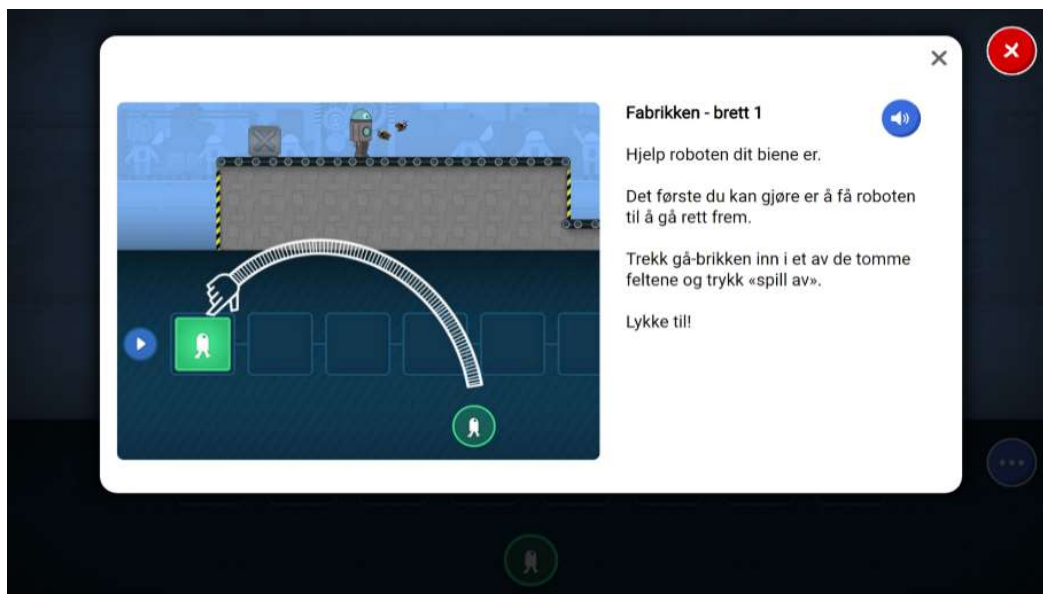 Fabrikken - brett 1
Hjelp roboten dit biene er.
Det første du kan gjøre er å få roboten
til å gå rett frem.
Trekk gå-brikken inn i et av de tomme
feltene og trykk «spill av».
Lykke til!